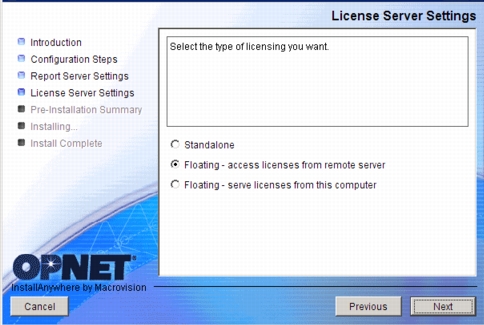 License Server Settings
Introduction
Configuration Steps
Report Server Settings
License Server Settings
Pre-Installation Summary
Installing...
Install Complete
Select the type of licensing you want.
Standalone
Floating - access licenses from remote server
Floating - serve licenses from this computer
OPNET
InstallAnywhere by Macrovision
Cancel
Previous
Next